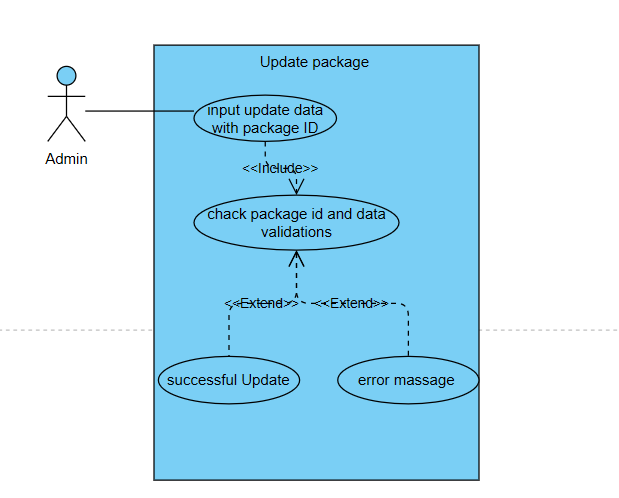 Update package
input update data
with package ID
Admin
<<Include>>
chack package id and data
validations
<<Extend>>
<<Extend>>
successful Update
error massage